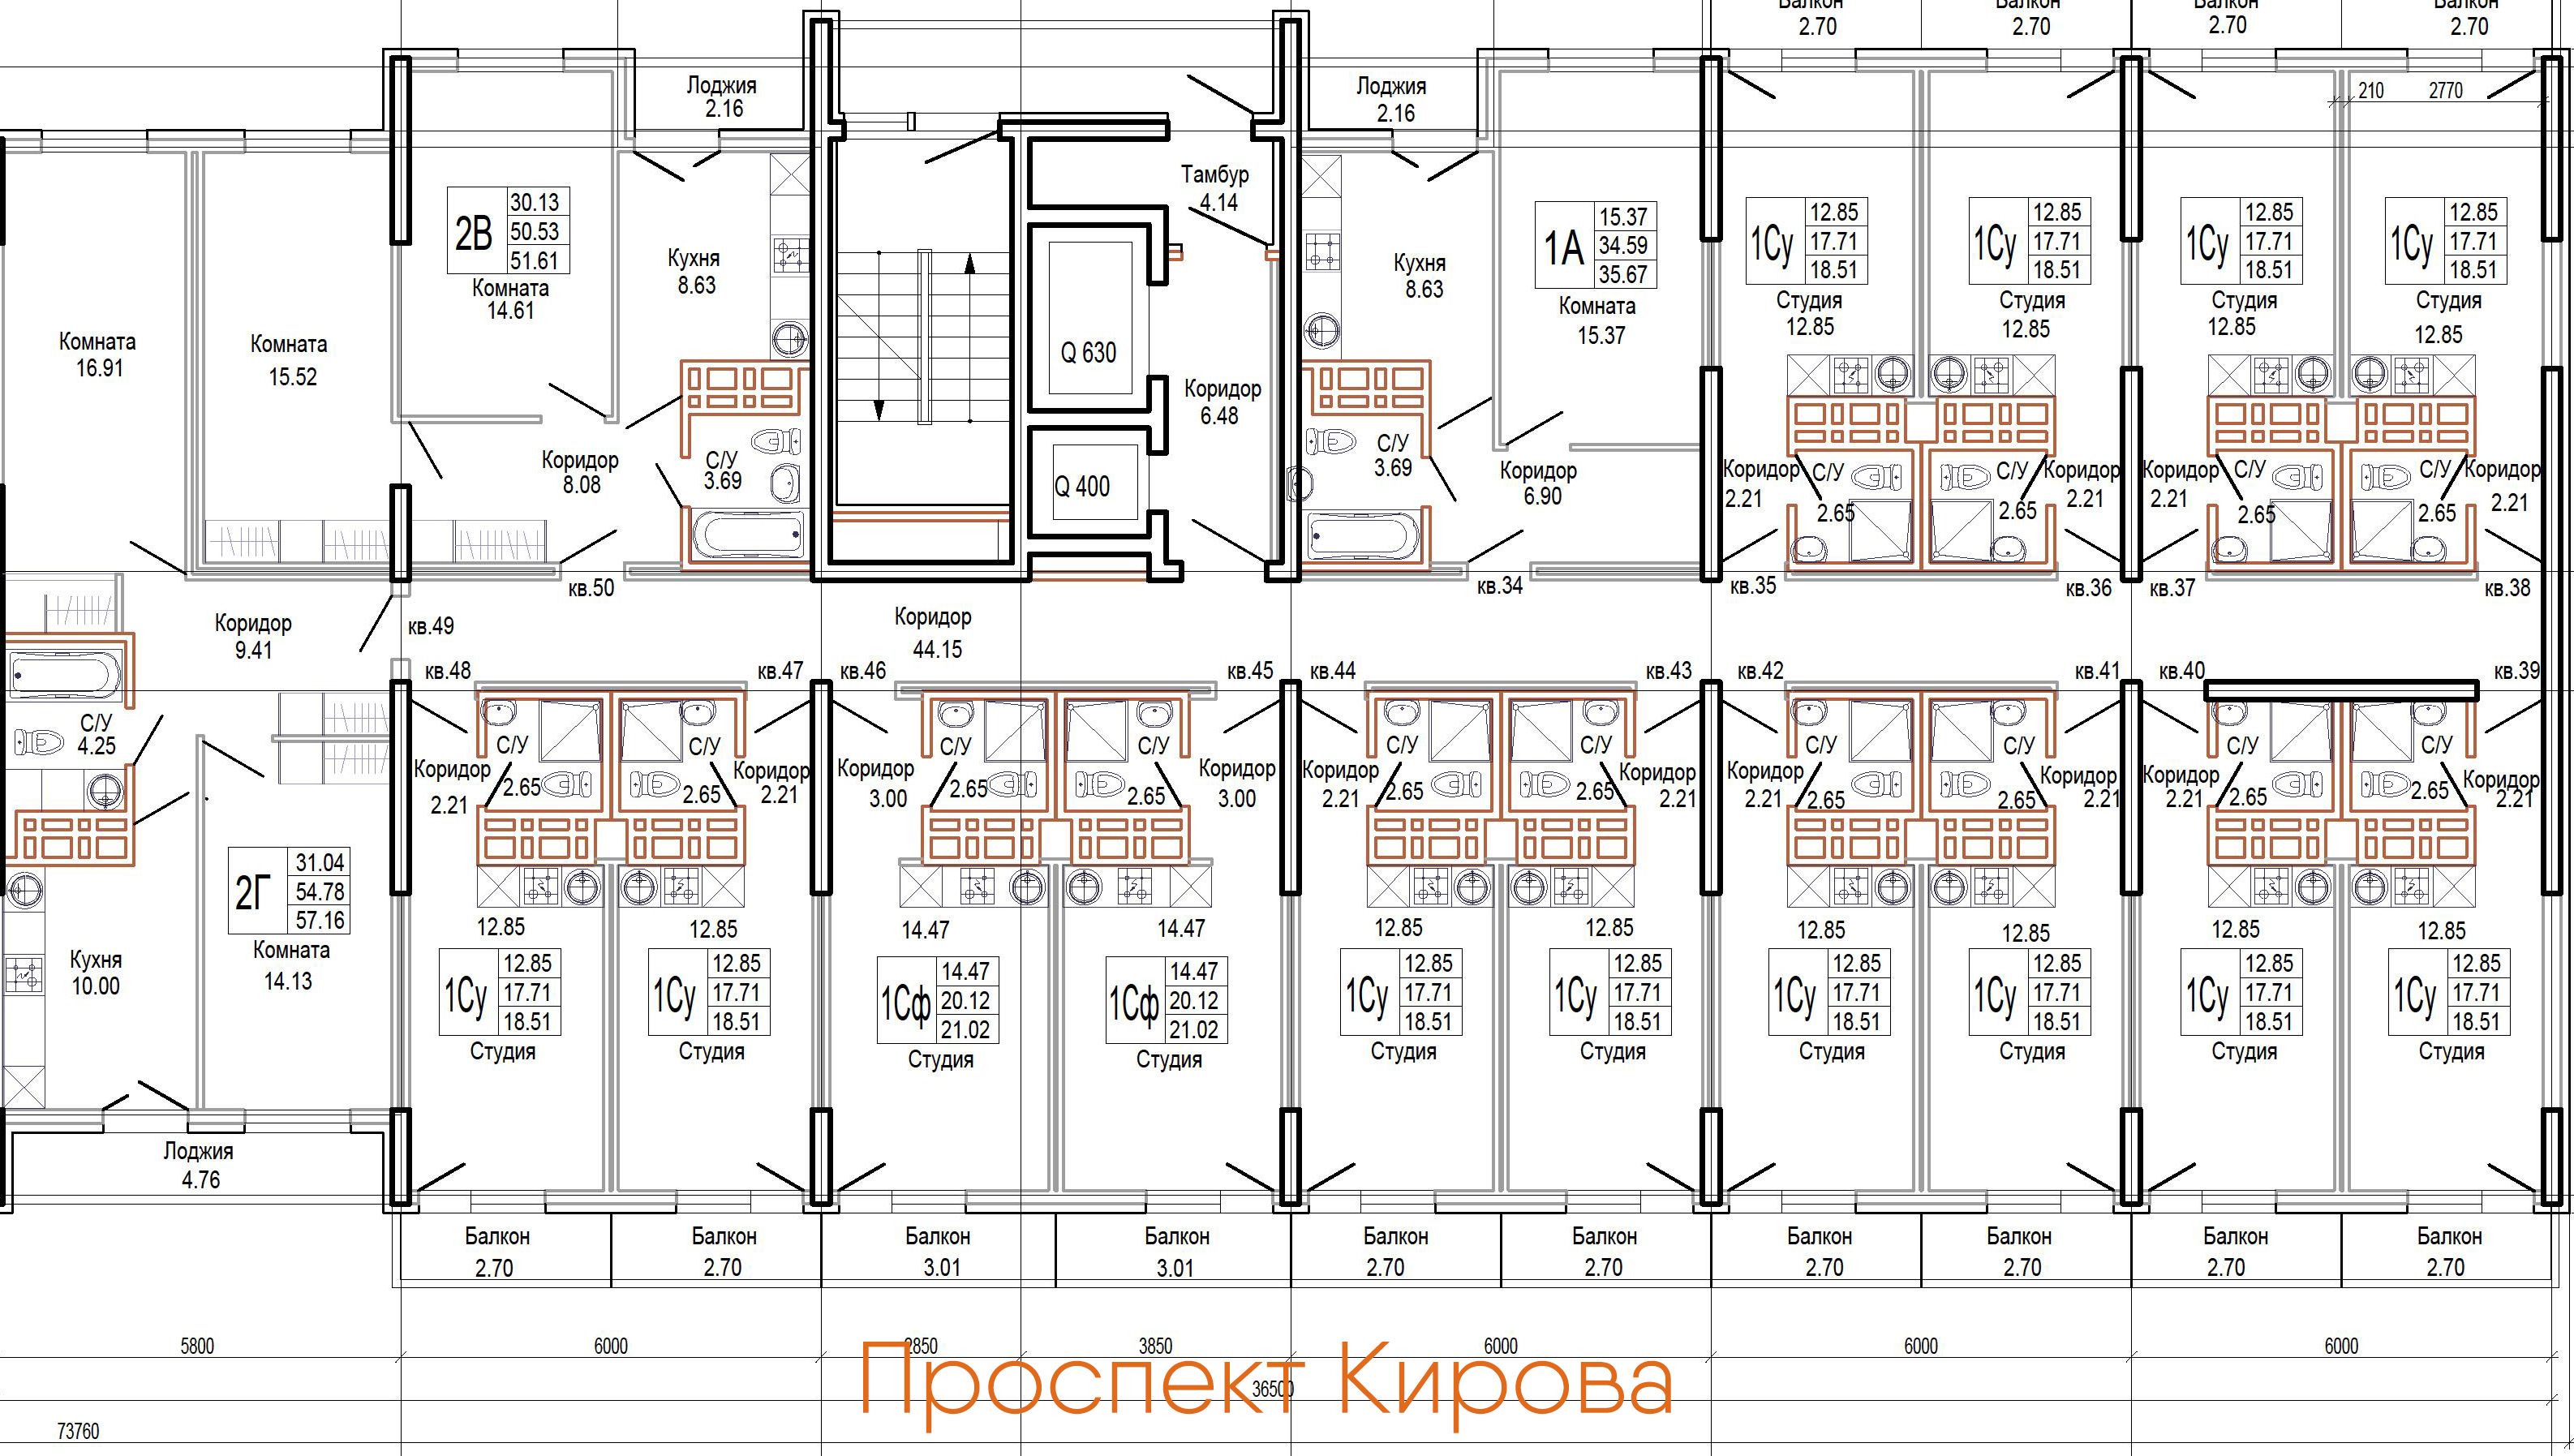 Балкон
2.70
Балкон
2.70
Балкон
2.70
Балкон
2.70
Лоджия
2.16
Лоджия
2.16
210
2770
Тамбур
4.14
2В
30.13
50.53
51.61
Комната
14.61
Кухня
8.63
Кухня
8.63
1А
15.37
34.59
35.67
Комната
15.37
1Су
12.85
17.71
18.51
Студия
12.85
1Су
12.85
17.71
18.51
Студия
12.85
1Су
12.85
17.71
18.51
Студия
12.85
1Су
12.85
17.71
18.51
Студия
12.85
Комната
16.91
Комната
15.52
Q 630
Коридор
6.48
Q 400
Коридор
8.08
С/У
3.69
С/У
3.69
Коридор
6.90
Коридор
2.21
С/У
2.65
С/У
2.65
Коридор
2.21
Коридор
2.21
С/У
2.65
С/У
2.65
Коридор
2.21
кв.50
кв.34
кв.35
кв.36
кв.37
кв.38
Коридор
9.41
кв.49
Коридор
44.15
кв.48
кв.47
кв.46
кв.45
кв.44
кв.43
кв.42
кв.41
кв.40
кв.39
С/У
4.25
Коридор
2.21
С/У
2.65
С/У
2.65
Коридор
2.21
Коридор
3.00
С/У
2.65
С/У
2.65
Коридор
3.00
Коридор
2.21
С/У
2.65
С/У
2.65
Коридор
2.21
Коридор
2.21
С/У
2.65
С/У
2.65
Коридор
2.21
Коридор
2.21
С/У
2.65
С/У
2.65
Коридор
2.21
2Г
31.04
54.78
57.16
Комната
14.13
Кухня
10.00
12.85
1Су
12.85
17.71
18.51
Студия
12.85
1Су
12.85
17.71
18.51
Студия
14.47
1Сф
14.47
20.12
21.02
Студия
14.47
1Сф
14.47
20.12
21.02
Студия
12.85
1Су
12.85
17.71
18.51
Студия
12.85
1Су
12.85
17.71
18.51
Студия
12.85
1Су
12.85
17.71
18.51
Студия
12.85
1Су
12.85
17.71
18.51
Студия
12.85
1Су
12.85
17.71
18.51
Студия
12.85
1Су
12.85
17.71
18.51
Студия
Лоджия
4.76
Балкон
2.70
Балкон
2.70
Балкон
3.01
Балкон
3.01
Балкон
2.70
Балкон
2.70
Балкон
2.70
Балкон
2.70
Балкон
2.70
Балкон
2.70
5800
6000
2850
3850
6000
6000
6000
Проспект Кирова
36500
73760